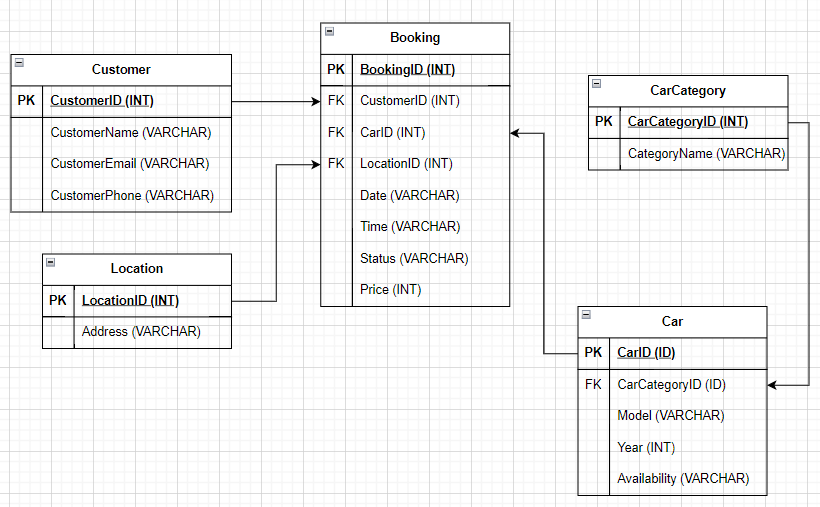 Customer
PK CustomerID (INT)
CustomerName (VARCHAR)
CustomerEmail (VARCHAR)
CustomerPhone (VARCHAR)
Location
PK LocationID (INT)
Address (VARCHAR)
Booking
PK BookingID (INT)
FK CustomerID (INT)
FK CarID (INT)
FK LocationID (INT)
Date (VARCHAR)
Time (VARCHAR)
Status (VARCHAR)
Price (INT)
CarCategory
PK CarCategoryID (INT)
CategoryName (VARCHAR)
Car
PK CarID (ID)
FK CarCategoryID (ID)
Model (VARCHAR)
Year (INT)
Availability (VARCHAR)